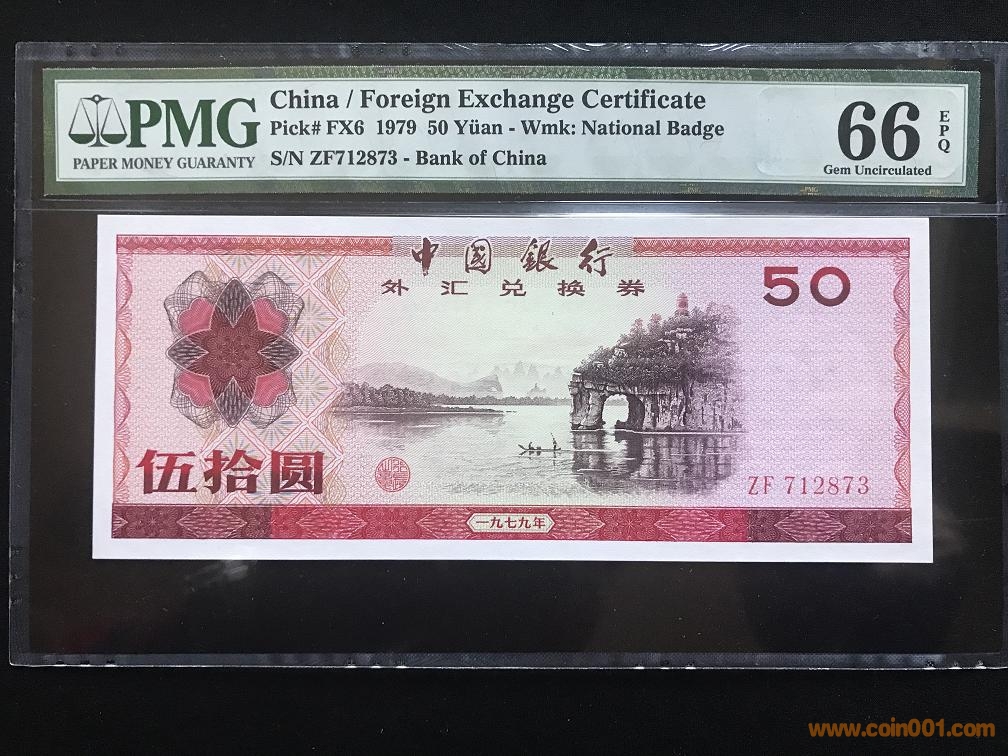 PMG
PAPER MONEY GUARANTY
China / Foreign Exchange Certificate
Pick# FX6 1979 50 Yüan - Wmk: National Badge
S/N ZF712873 - Bank of China
66
EPQ
Gem Uncirculated
中國銀行
外汇兑换券
50
伍拾圆
ZF 712873
一九七九年
www.coin001.com